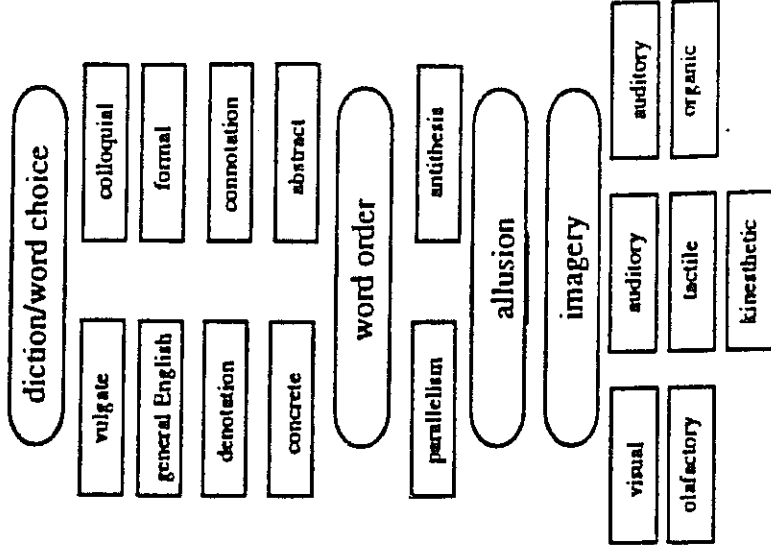 diction/word choice
vulgate colloquial
general English formal
denotation connotation
concrete abstract
word order
parallelism antithesis
allusion
imagery
visual auditory auditory
olafactory tactile organic
kinesthetic